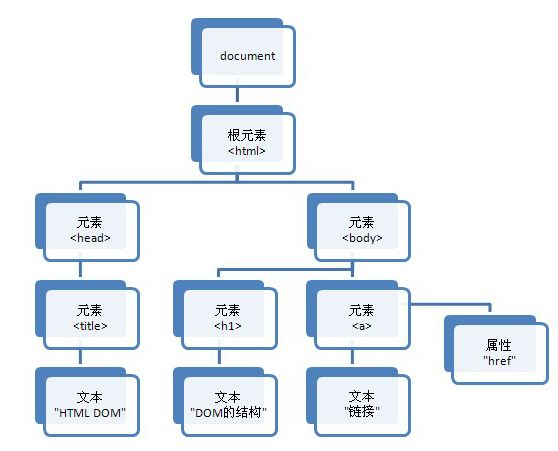 document
根元素
<html>
元素
<head>
元素
<body>
元素
<title>
元素
<h1>
元素
<a>
属性
"href"
文本
"HTML DOM"
文本
"DOM的结构"
文本
"链接"